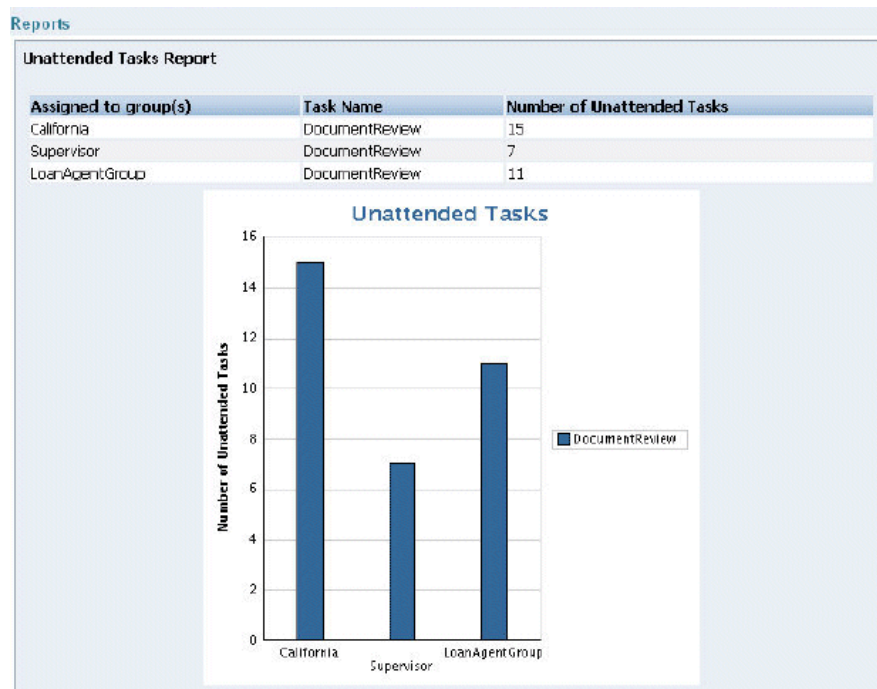 Reports
Unattended Tasks Report
Assigned to group(s) Task Name Number of Unattended Tasks
California DocumentReview 15
Supervisor DocumentReview 7
LoanAgentGroup DocumentReview 11
Unattended Tasks
Number of Unattended Tasks
16
14
12
10
8
6
4
2
0
California
Supervisor
LoanAgentGroup
DocumentReview